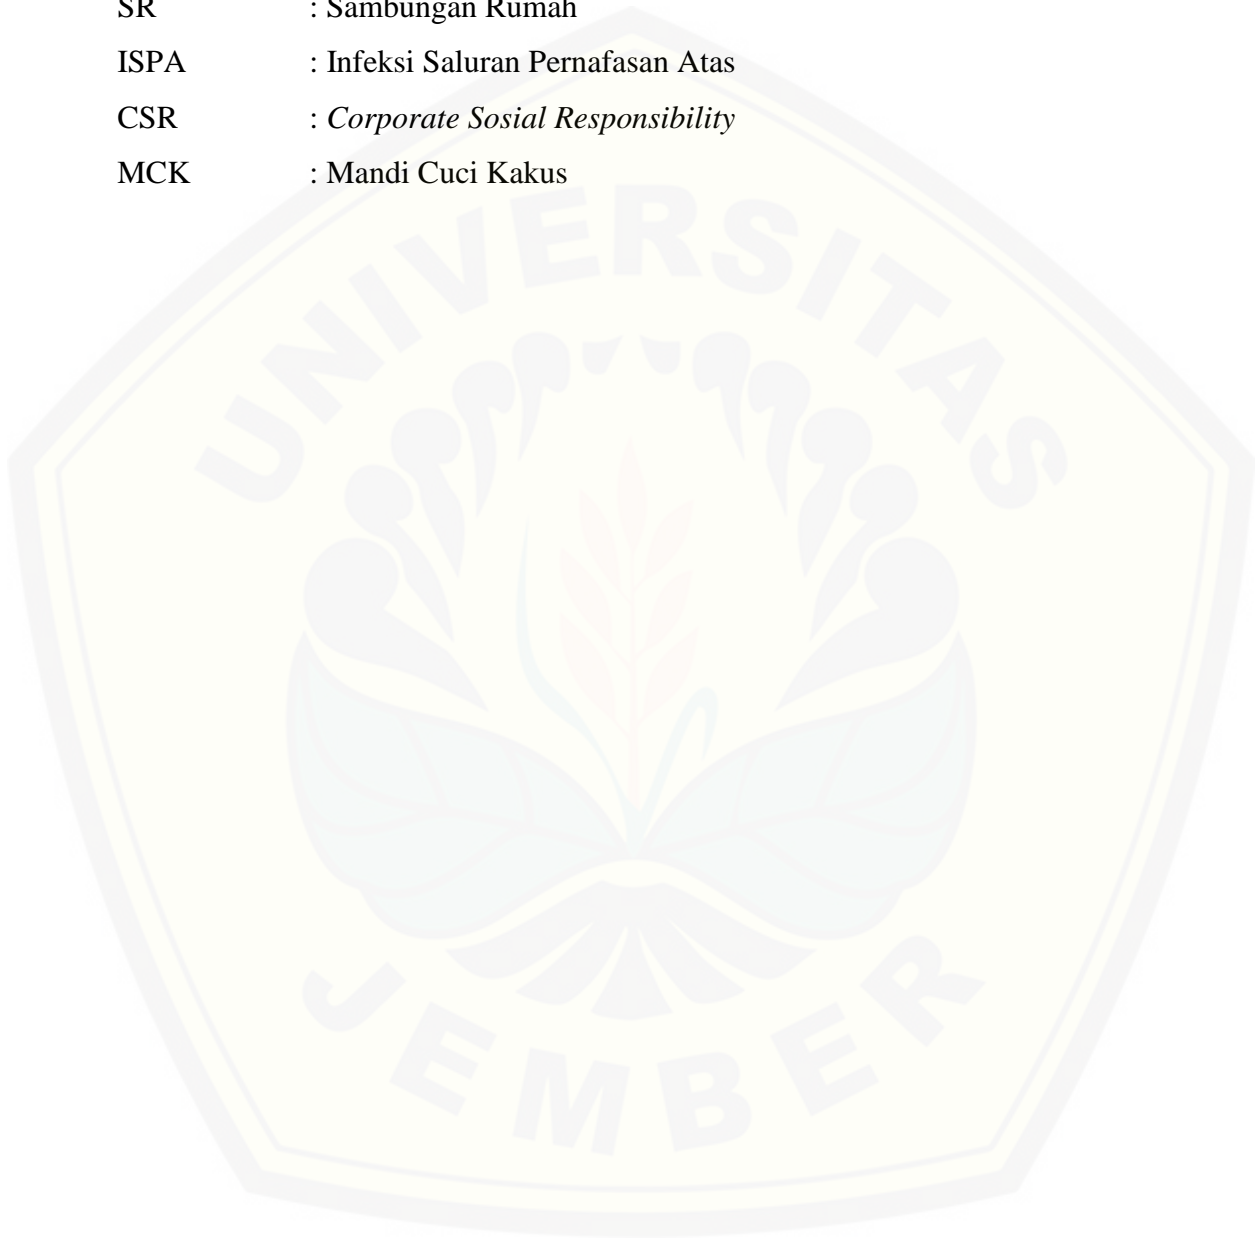 SR : Sambungan Rumah
ISPA : Infeksi Saluran Pernafasan Atas
CSR : Corporate Sosial Responsibility
MCK : Mandi Cuci Kakus
UNIVERSITAS
JEMBER